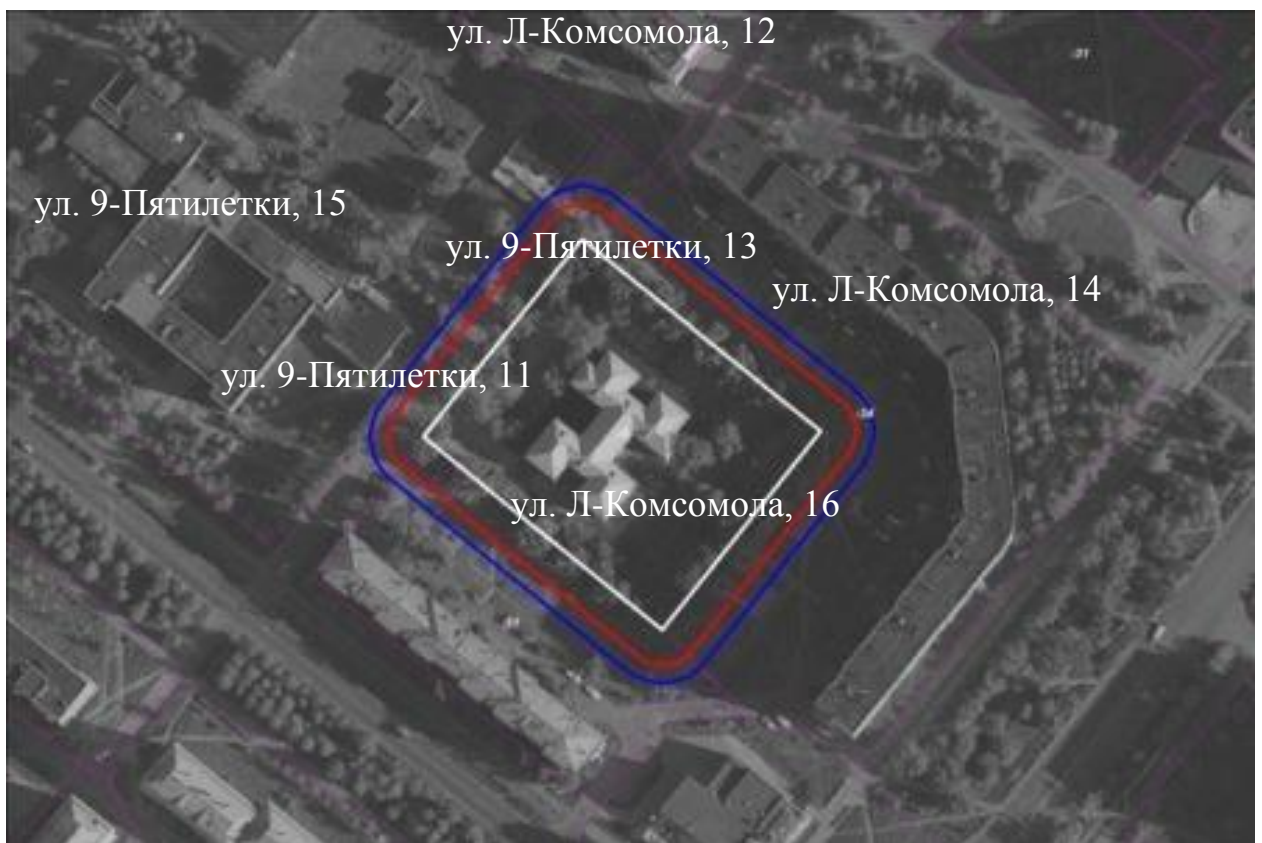 ул. Л-Комсомола, 12
ул. 9-Пятилетки, 15
ул. 9-Пятилетки, 13
ул. Л-Комсомола, 14
ул. 9-Пятилетки, 11
ул. Л-Комсомола, 16